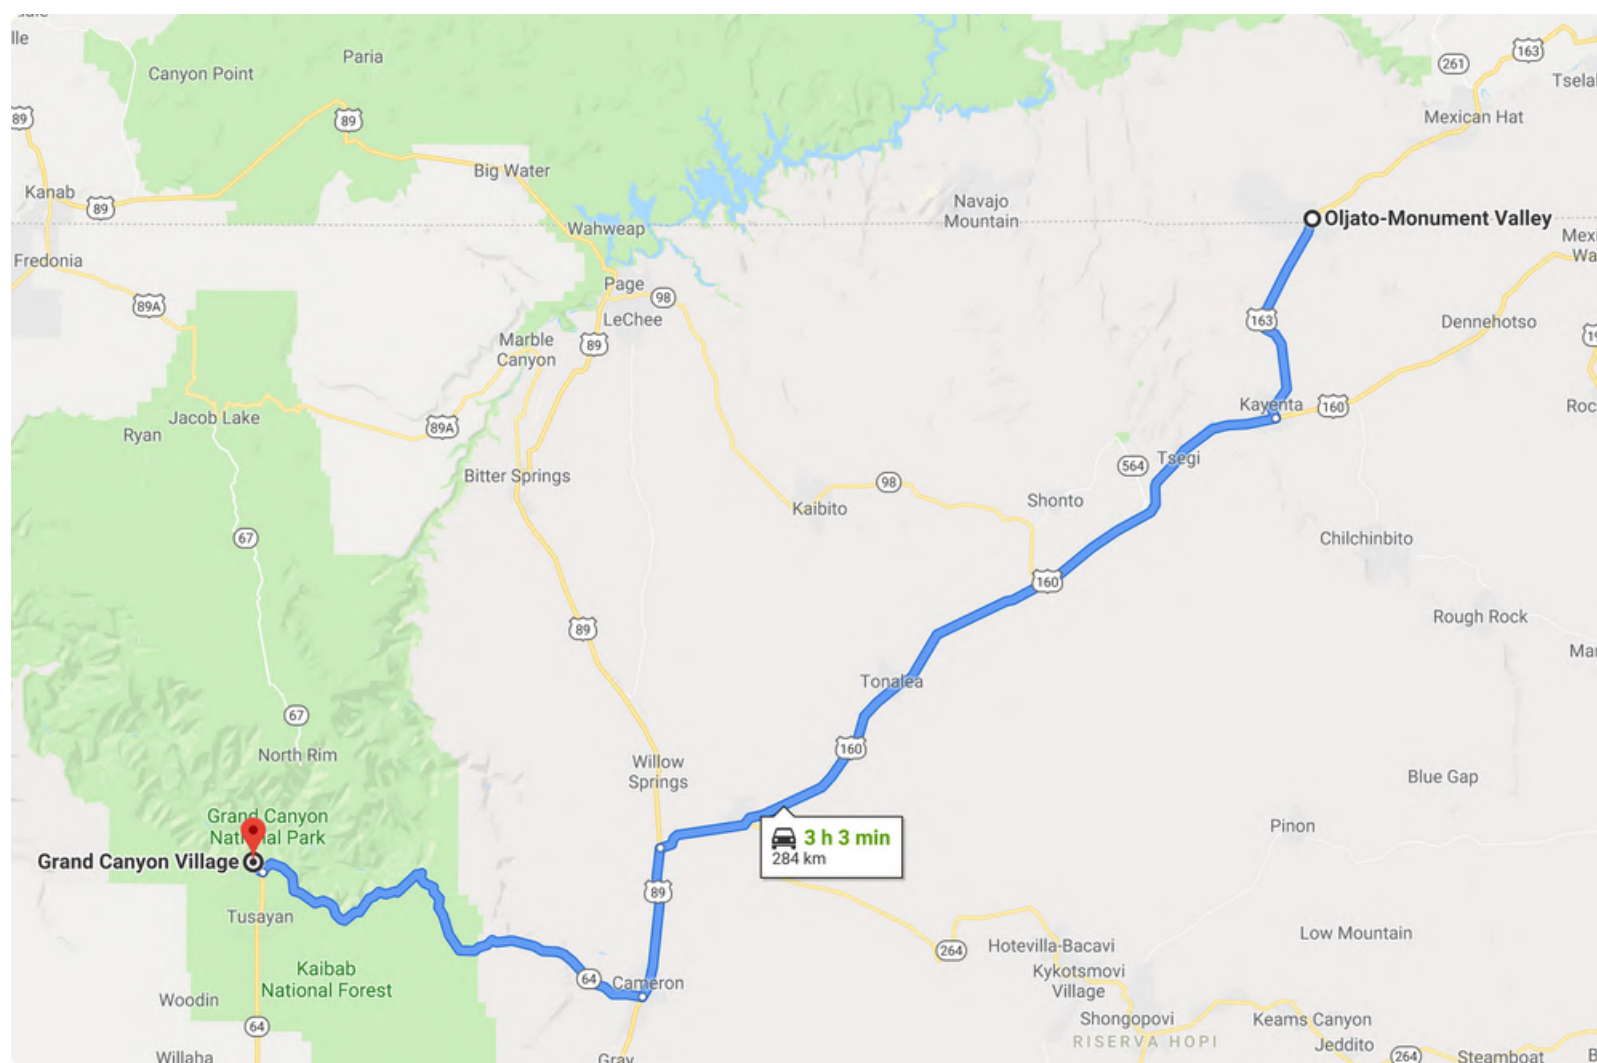 lle
Paria
Canyon Point
163
261
Mexican Hat
89
89
Big Water
Kanab
89
Navajo
Mountain
Oljato-Monument Valley
Wahweap
Fredonia
Page
98
89A
LeChee
163
Dennehotso
Marble
Canyon
89
Kayenta
160
Jacob Lake
Ryan
89A
Tsegi
564
Bitter Springs
98
Shonto
Kaibito
67
Chilchinbito
160
Rough Rock
89
Tonalea
67
160
North Rim
Willow
Springs
Blue Gap
Grand Canyon
National Park
Pinon
3 h 3 min
284 km
Grand Canyon Village
89
Tusayan
Low Mountain
Hotevilla-Bacavi
264
Kaibab
National Forest
64
Cameron
Kykotsmovi
Village
Woodin
Shongopovi
Keams Canyon
64
RISERVA HOPI
Jeddito
Willaha
Gray
264
Steamboat